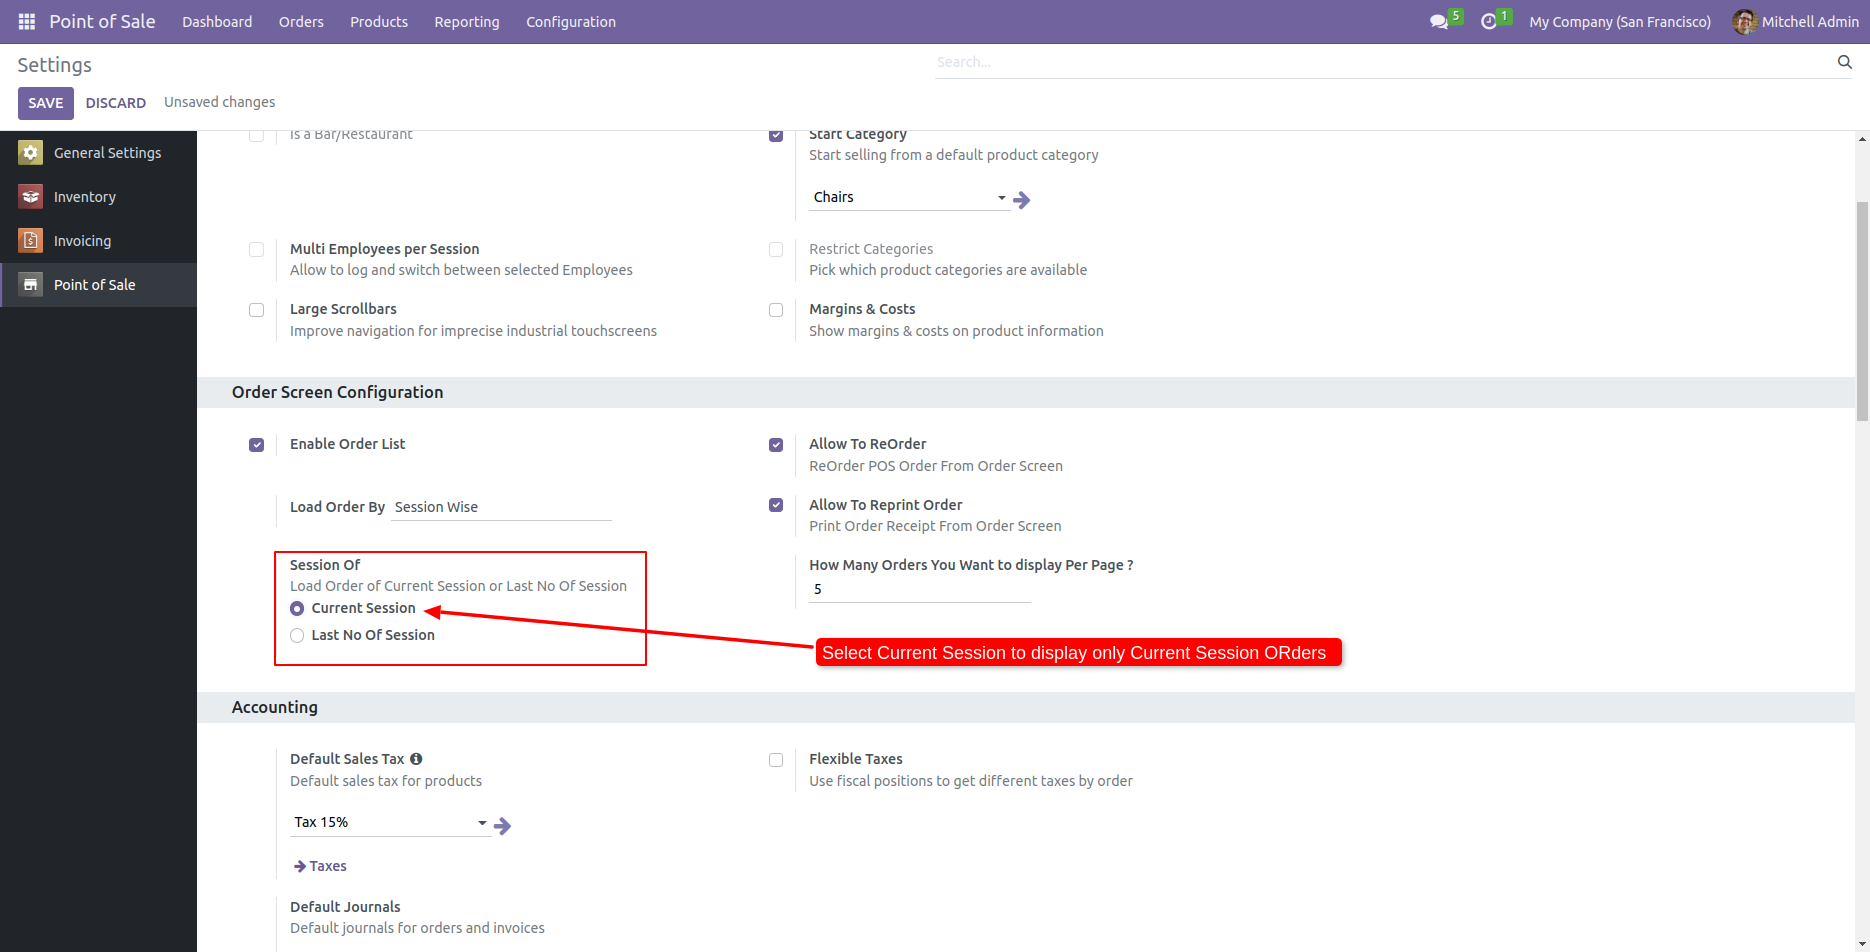 Point of Sale Dashboard Orders Products Reporting Configuration 5 1 My Company (San Francisco) Mitchell Admin
Settings
Search...
SAVE DISCARD Unsaved changes
General Settings
Inventory
Invoicing
Point of Sale
Is a Bar/Restaurant
Start Category
Start selling from a default product category
Chairs
Multi Employees per Session
Allow to log and switch between selected Employees
Restrict Categories
Pick which product categories are available
Large Scrollbars
Improve navigation for imprecise industrial touchscreens
Margins & Costs
Show margins & costs on product information
Order Screen Configuration
Enable Order List
Allow To ReOrder
ReOrder POS Order From Order Screen
Load Order By Session Wise
Allow To Reprint Order
Print Order Receipt From Order Screen
Session Of
Load Order of Current Session or Last No Of Session
Current Session
Last No Of Session
How Many Orders You Want to display Per Page ?
5
Select Current Session to display only Current Session ORders
Accounting
Default Sales Tax
Default sales tax for products
Tax 15%
Taxes
Flexible Taxes
Use fiscal positions to get different taxes by order
Default Journals
Default journals for orders and invoices